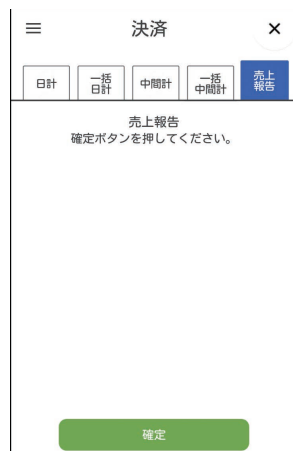 決済
日計
一括
日計
中間計
一括
中間計
売上
報告
売上報告
確定ボタンを押してください。
確定